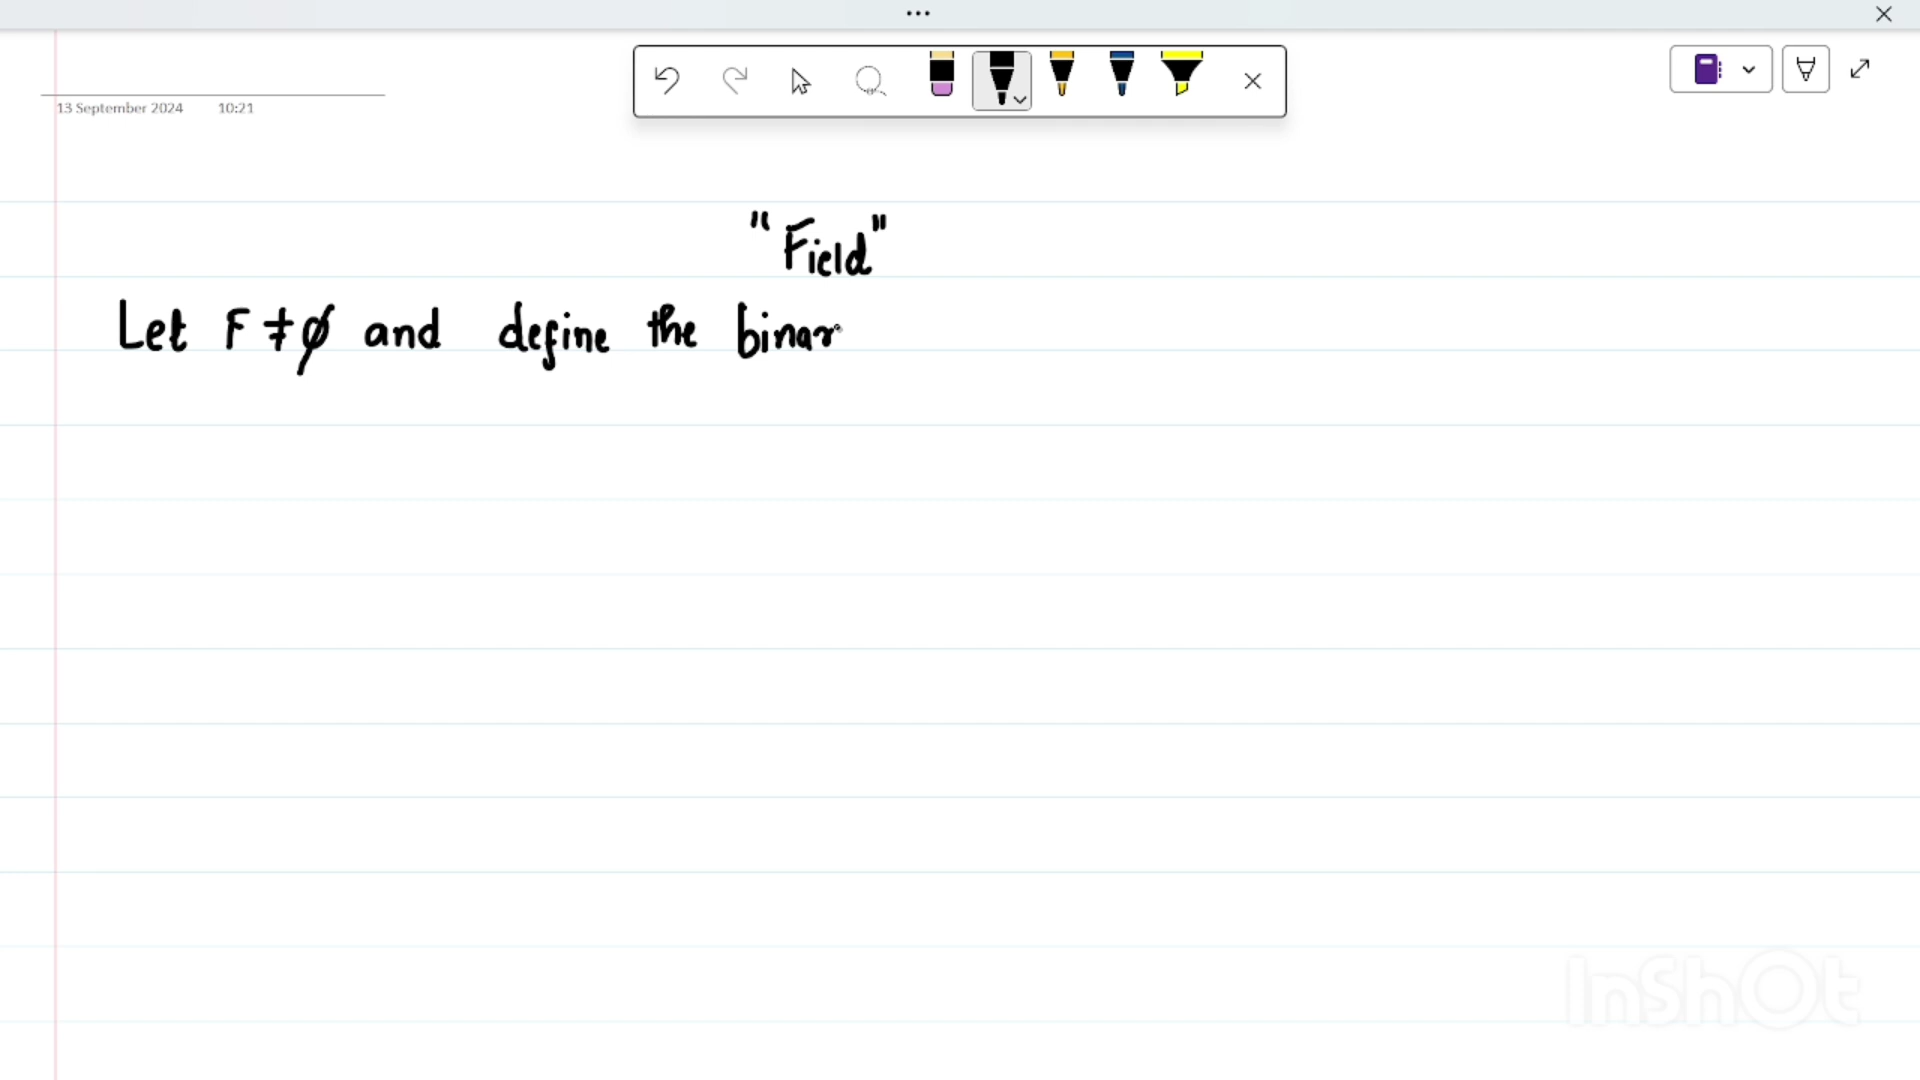 13 September 2024 10:21
"Field"
Let F ≠ ∅ and define the binar
InShOt